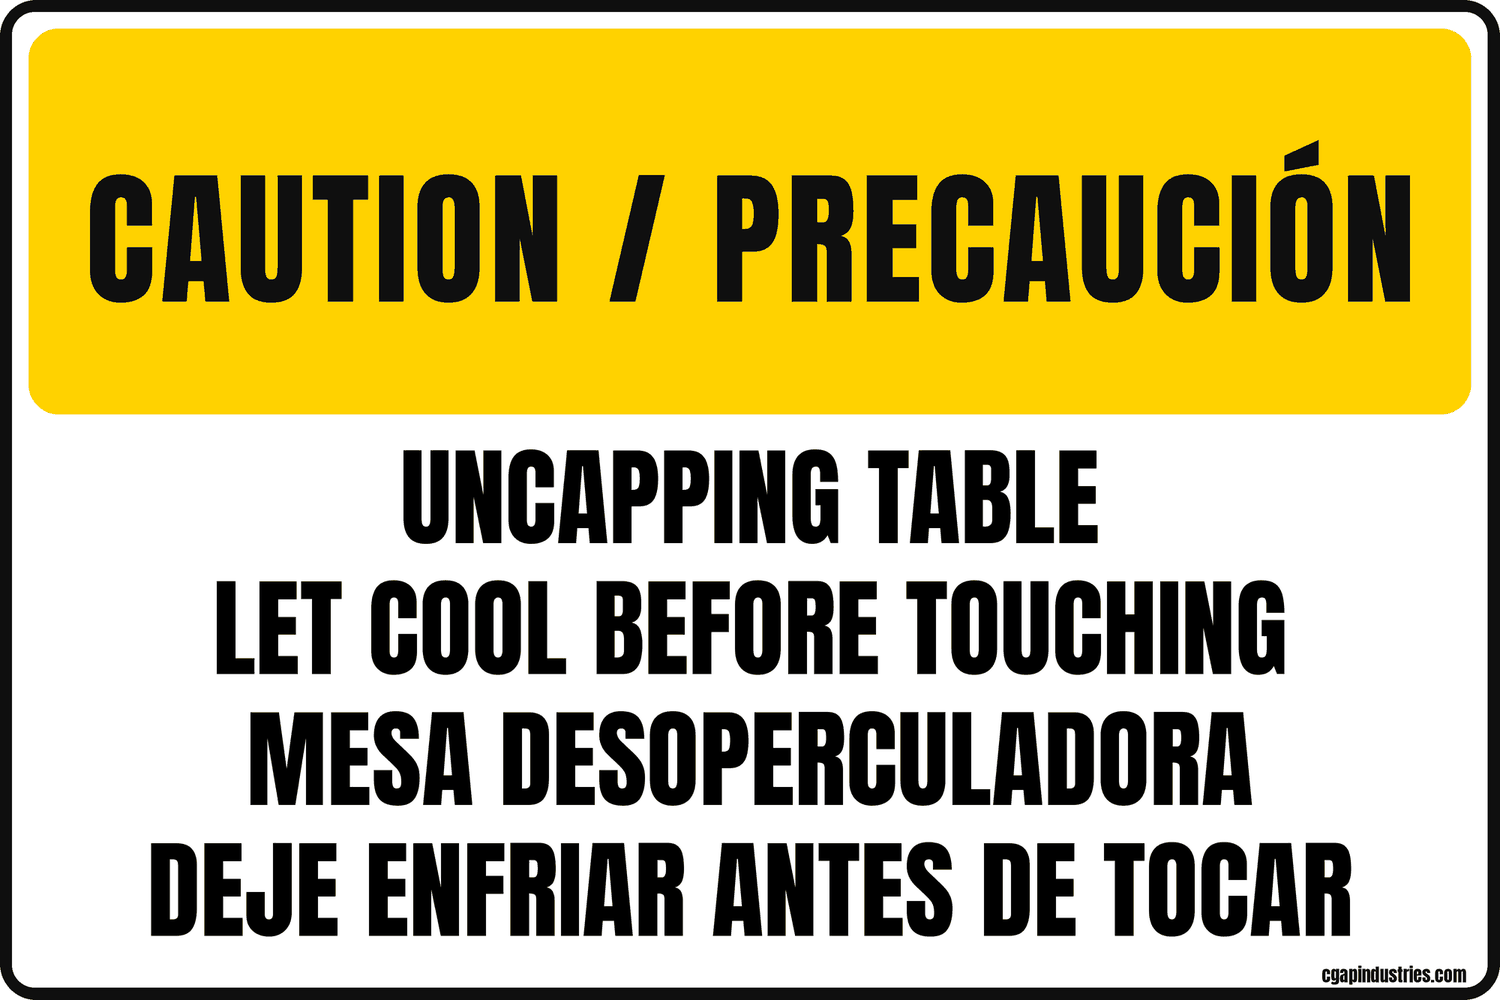 CAUTION / PRECAUCIÓN
UNCAPPING TABLE
LET COOL BEFORE TOUCHING
MESA DESOPERCULADORA
DEJE ENFRIAR ANTES DE TOCAR
cgapindustries.com